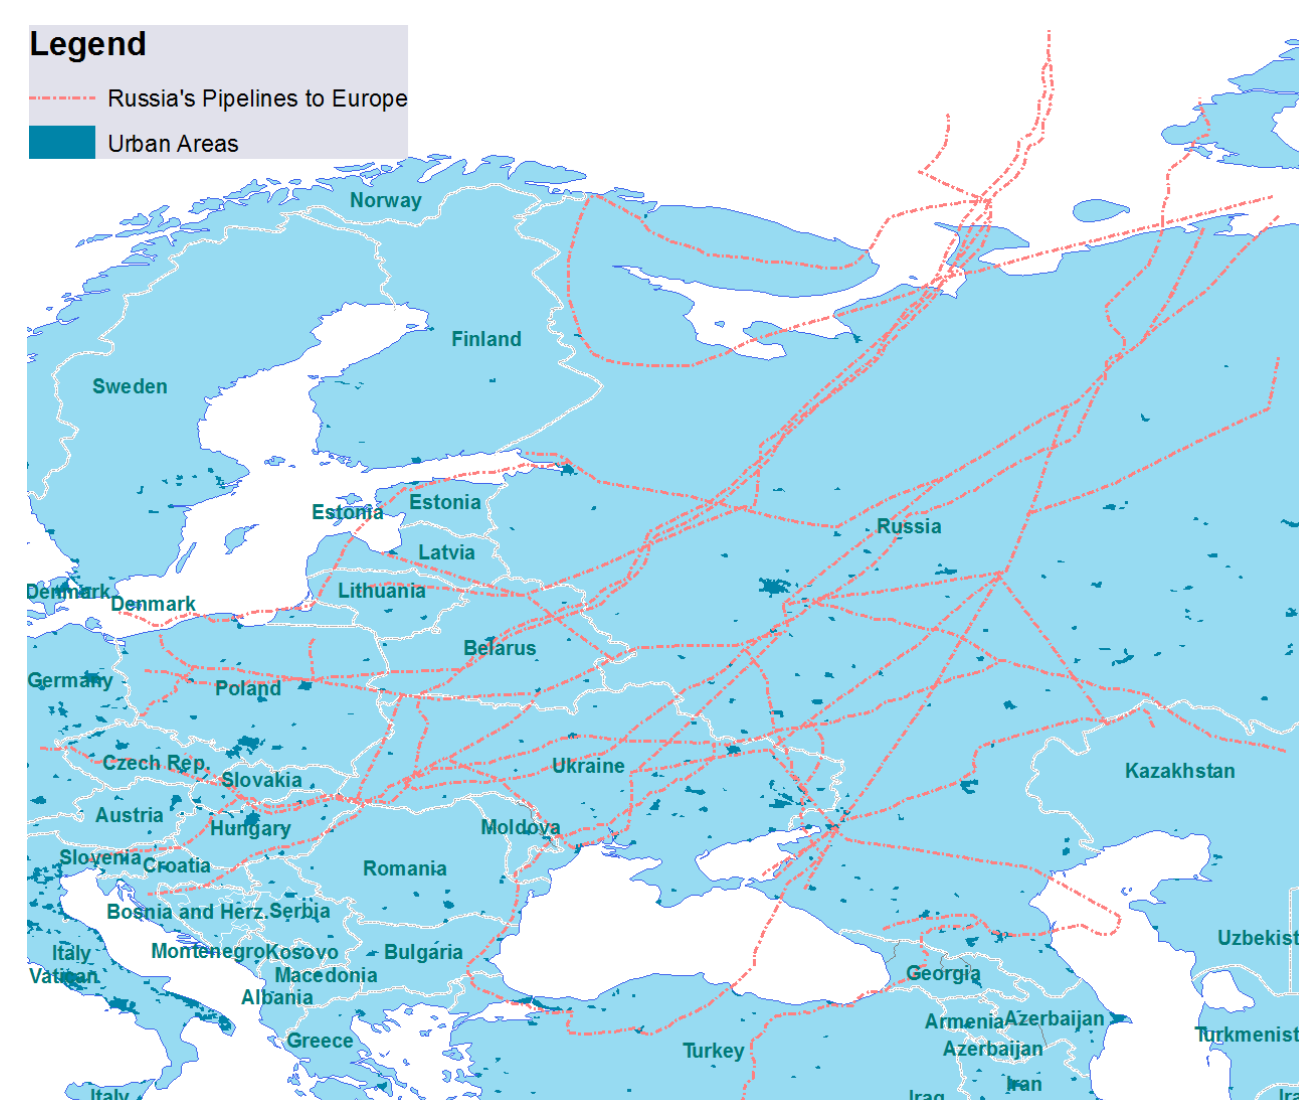 Legend
Russia's Pipelines to Europe
Urban Areas
Norway
Finland
Sweden
Estonia
Estonia
Russia
Latvia
Lithuania
Denmark
Denmark
Belarus
Germany
Poland
Czech Rep.
Slovakia
Ukraine
Kazakhstan
Austria
Hungary
Moldova
Slovenia
Croatia
Romania
Bosnia and Herz.
Serbia
Uzbekist
Italy
Montenegro
Kosovo
Bulgaria
Vatican
Macedonia
Georgia
Albania
Armenia
Azerbaijan
Turkmenist
Greece
Turkey
Azerbaijan
Iran
Italy
Iraq
Ira